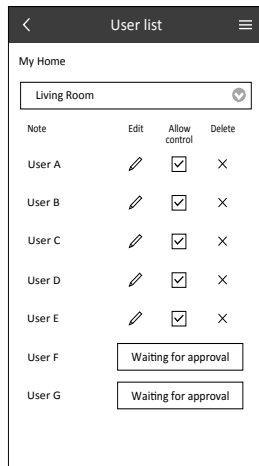 User list
My Home
Living Room
Note Edit Allow control Delete
User A
User B
User C
User D
User E
User F Waiting for approval
User G Waiting for approval